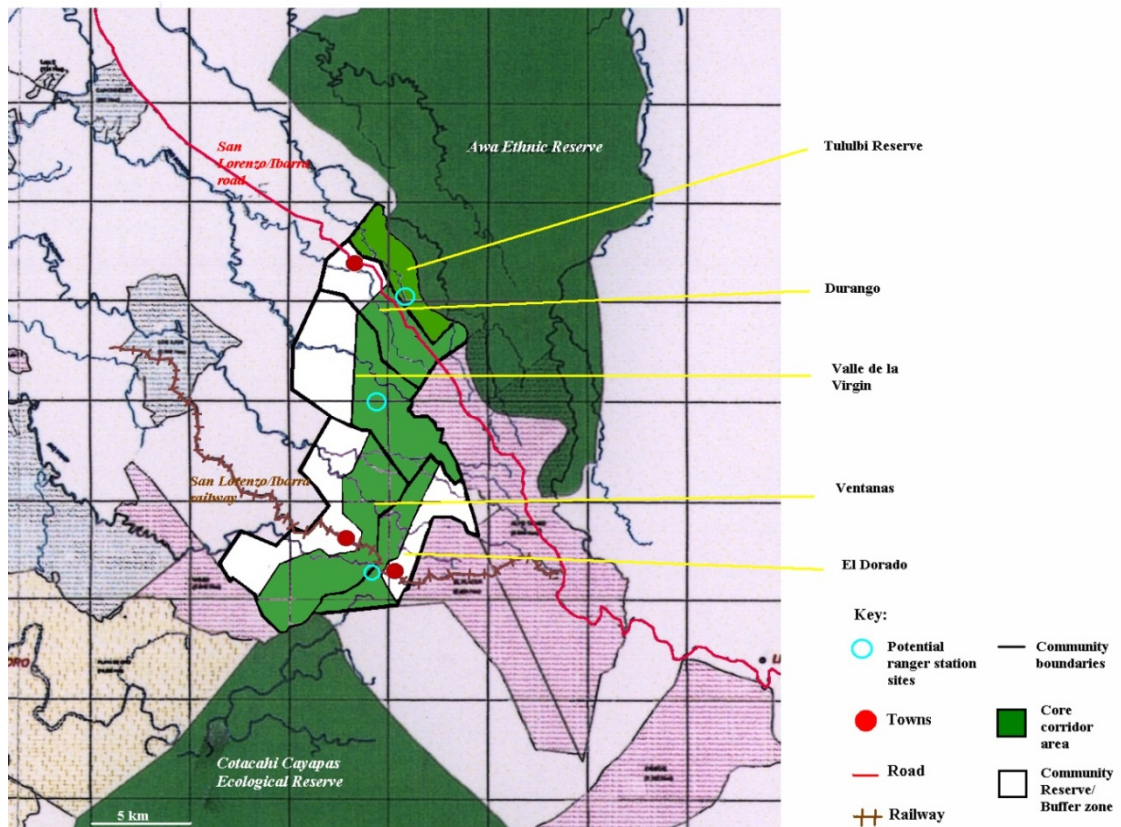 San
Lorenzo/Ibarra
road
Awa Ethnic Reserve
San Lorenzo/Ibarra
railway
Cotacahi Cayapas
Ecological Reserve
5 km
Tululbi Reserve
Durango
Valle de la
Virgin
Ventanas
El Dorado
Key:
Potential
ranger station
sites
Community
boundaries
Towns
Core
corridor
area
Road
Community
Reserve/
Buffer zone
Railway